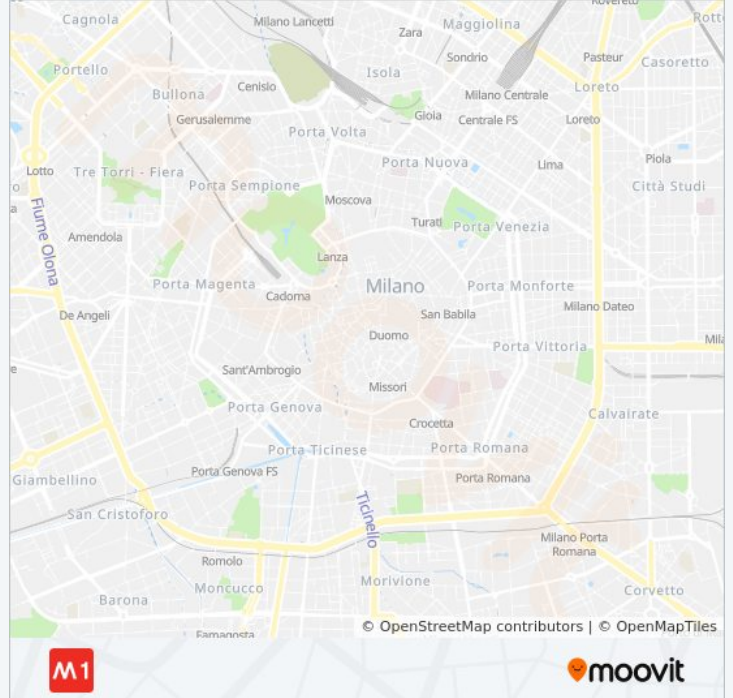 Rovereto
Cagnola
Milano Lancetti
Maggiolina
Rott
Zara
Sondrio
Pasteur
Casoretto
Portello
Isola
Bullona
Cenisio
Milano Centrale
Loreto
Gerusalemme
Gioia
Centrale FS
Loreto
Porta Volta
Lotto
Tre Torri - Fiera
Porta Nuova
Lima
Piola
o
Porta Sempione
Città Studi
a
Moscova
Fiume Olona
Amendola
Turati
Porta Venezia
Lanza
Porta Magenta
Cadorna
Milano
Porta Monforte
De Angeli
San Babila
Milano Dateo
Duomo
Porta Vittoria
Mila
e
Sant'Ambrogio
Missori
Porta Genova
Crocetta
Calvairate
Porta Ticinese
Porta Romana
Giambellino
Porta Genova FS
Porta Romana
San Cristoforo
Ticinello
Milano Porta
Romana
Romolo
Moncucco
Morivione
Corvetto
Barona
Famagosta
© OpenStreetMap contributors | © OpenMapTiles
M1
moovit